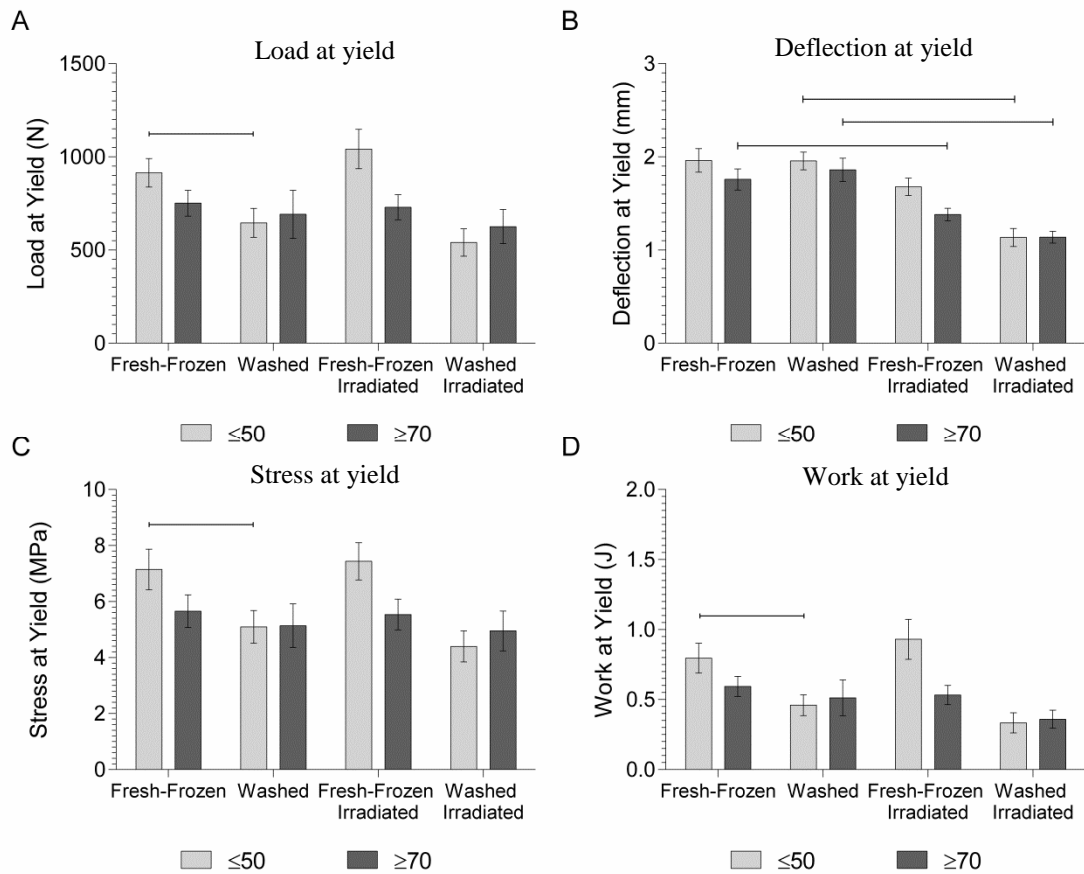 A
Load at yield
Load at Yield (N)
1500
1000
500
0
Fresh-Frozen
Washed
Fresh-Frozen
Irradiated
Washed
Irradiated
≤50
≥70
B
Deflection at yield
Deflection at Yield (mm)
3
2
1
0
Fresh-Frozen
Washed
Fresh-Frozen
Irradiated
Washed
Irradiated
≤50
≥70
C
Stress at yield
Stress at Yield (MPa)
10
8
6
4
2
0
Fresh-Frozen
Washed
Fresh-Frozen
Irradiated
Washed
Irradiated
≤50
≥70
D
Work at yield
Work at Yield (J)
2.0
1.5
1.0
0.5
0.0
Fresh-Frozen
Washed
Fresh-Frozen
Irradiated
Washed
Irradiated
≤50
≥70